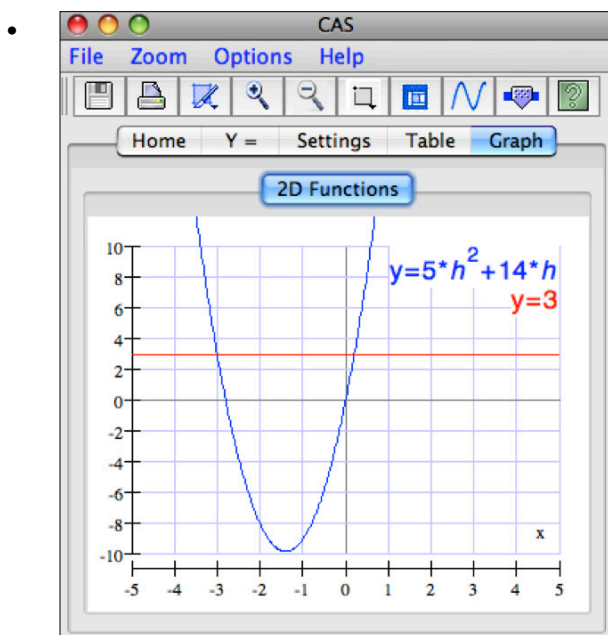 CAS
File Zoom Options Help
Home Y = Settings Table Graph
2D Functions
y=5*h²+14*h
y=3
10
8
6
4
2
0
-2
-4
-6
-8
-10
x
-5 -4 -3 -2 -1 0 1 2 3 4 5